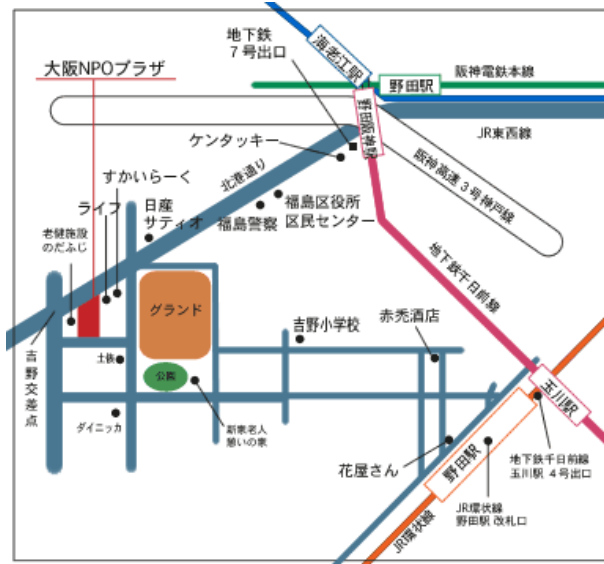 地下鉄
7号出口
海老江駅
野田駅
阪神電鉄本線
大阪NPOプラザ
野田阪神駅
JR東西線
ケンタッキー
阪神高速3号神戸線
北港通り
すかいらーく
福島区役所
区民センター
ライフ
日産
サティオ
福島警察
老健施設
のだふじ
地下鉄千日前線
グランド
吉野小学校
赤禿酒店
吉野交差点
土佐
公園
玉川駅
新家老人
憩いの家
ダイニッカ
花屋さん
野田駅
地下鉄千日前線
玉川駅 4号出口
JR環状線
野田駅 改札口
JR環状線